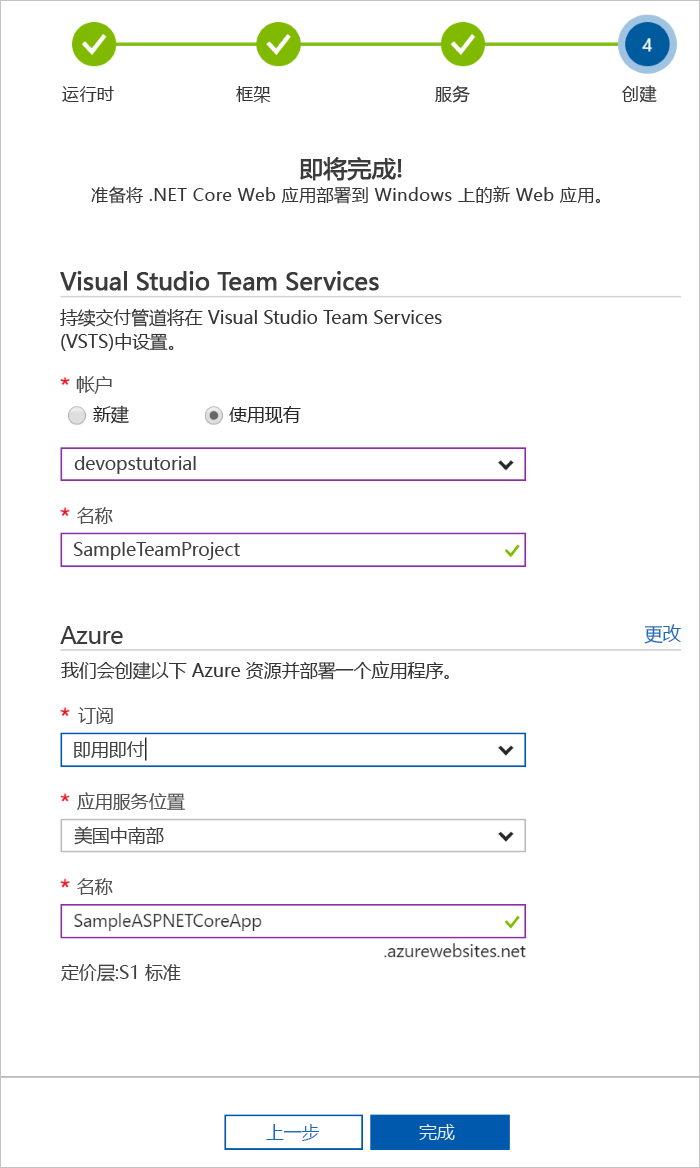 4
运行时 框架 服务 创建
即将完成!
准备将 .NET Core Web 应用部署到 Windows 上的新 Web 应用。
Visual Studio Team Services
持续交付管道将在 Visual Studio Team Services
(VSTS)中设置。
* 帐户
新建 使用现有
devopstutorial
* 名称
SampleTeamProject
Azure 更改
我们会创建以下 Azure 资源并部署一个应用程序。
* 订阅
即用即付
* 应用服务位置
美国中南部
* 名称
SampleASPNETCoreApp
.azurewebsites.net
定价层:S1 标准
上一步 完成